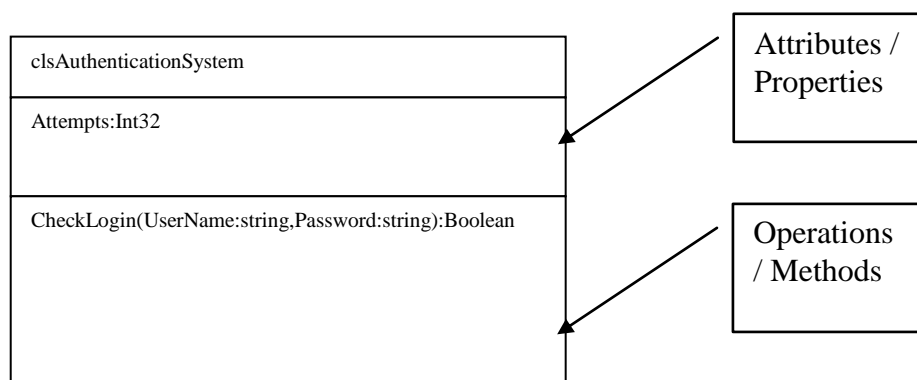 clsAuthenticationSystem
Attempts:Int32
CheckLogin(UserName:string,Password:string):Boolean
Attributes /
Properties
Operations
/ Methods